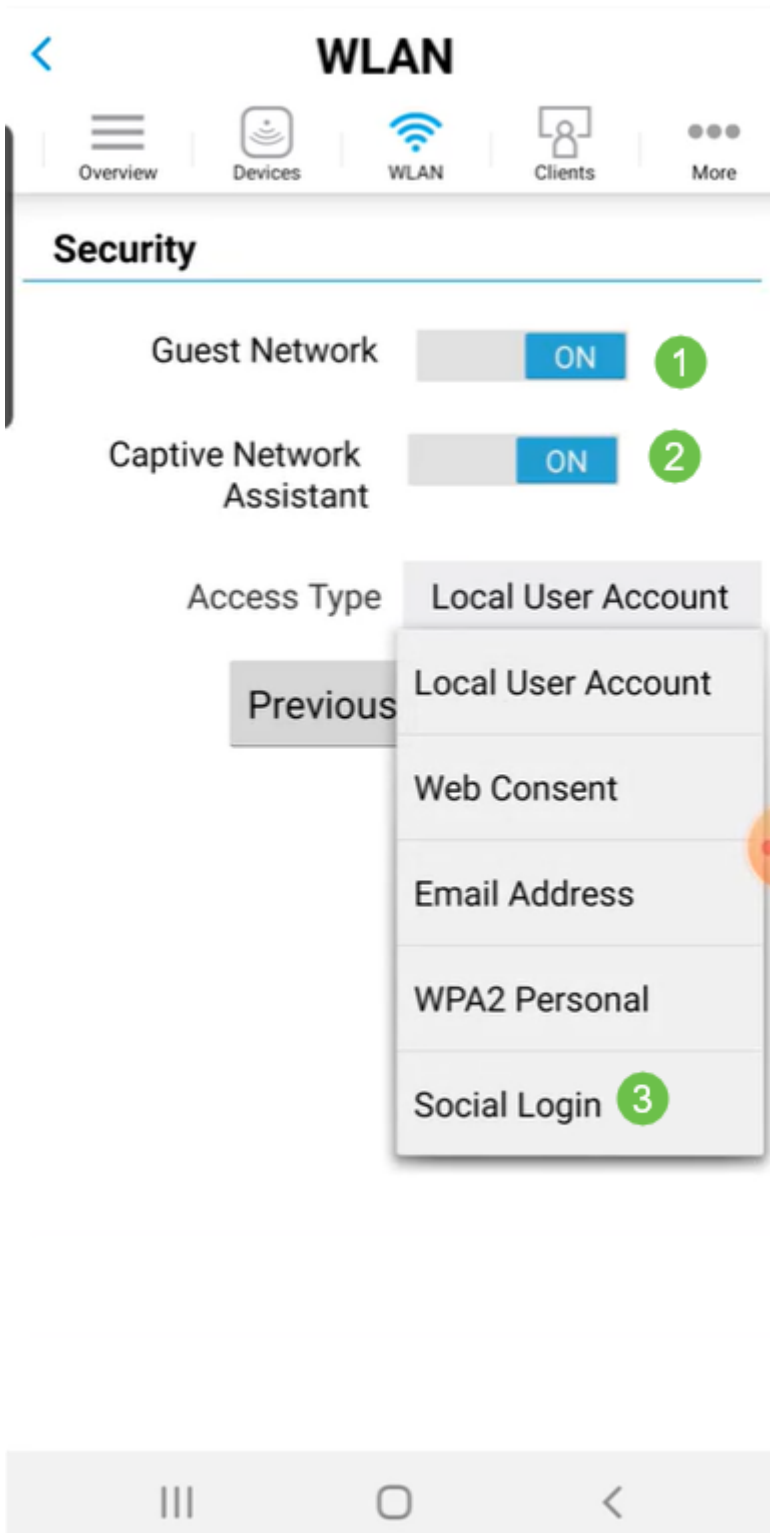 WLAN
Overview
Devices
WLAN
Clients
More
Security
Guest Network
ON
1
Captive Network
Assistant
ON
2
Access Type
Local User Account
Previous
Local User Account
Web Consent
Email Address
WPA2 Personal
Social Login
3